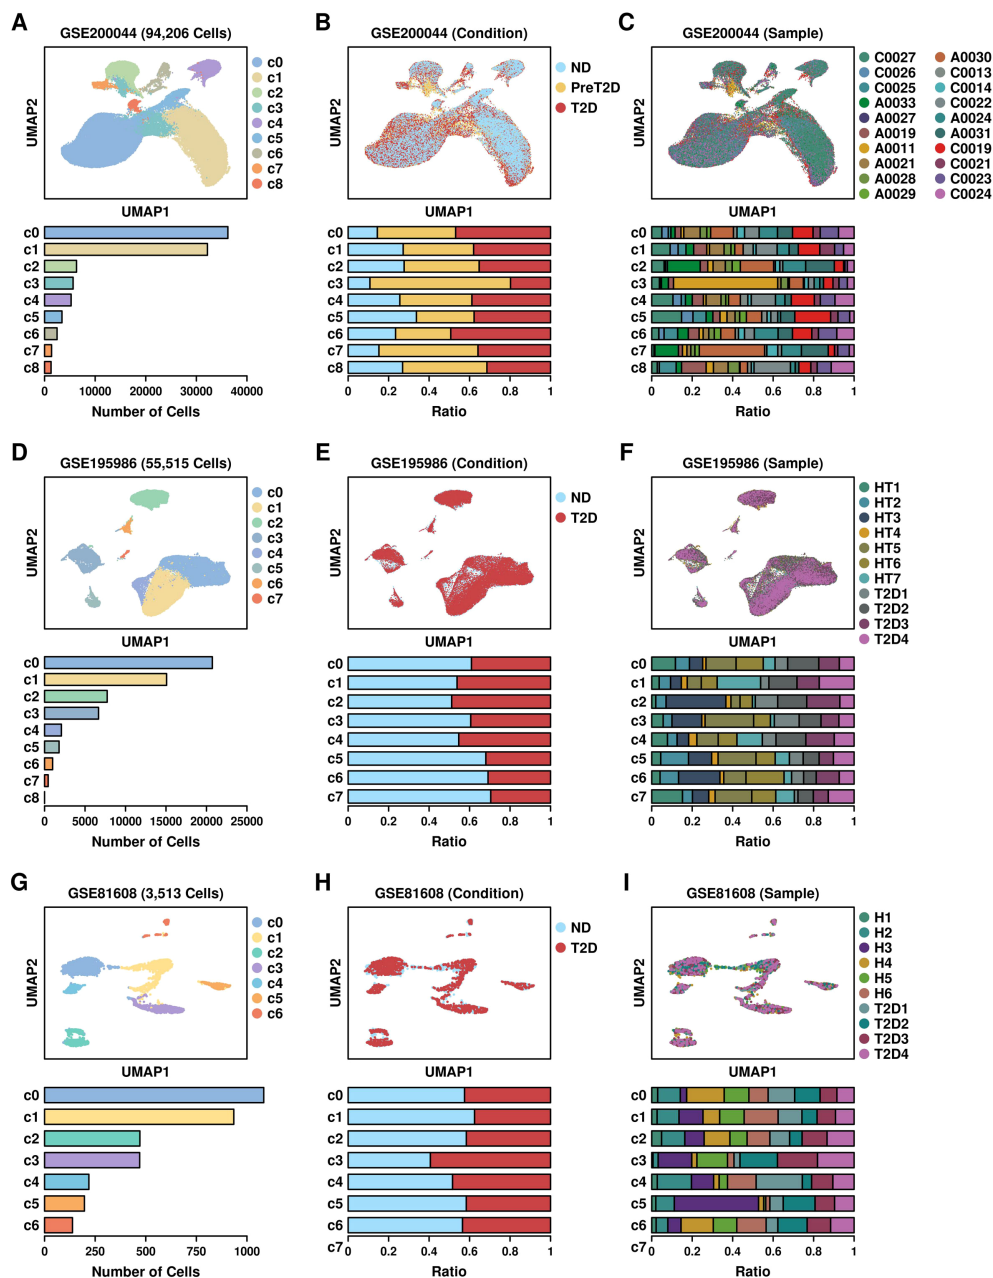 A
GSE200044 (94,206 Cells)
UMAP2
UMAP1
c0
c1
c2
c3
c4
c5
c6
c7
c8
c0
c1
c2
c3
c4
c5
c6
c7
c8
0 10000 20000 30000 40000
Number of Cells
B
GSE200044 (Condition)
UMAP2
UMAP1
ND
PreT2D
T2D
c0
c1
c2
c3
c4
c5
c6
c7
c8
0 0.2 0.4 0.6 0.8 1
Ratio
C
GSE200044 (Sample)
UMAP2
UMAP1
C0027 A0030
C0026 C0013
C0025 C0014
A0033 C0022
A0027 A0024
A0019 A0031
A0011 C0019
A0021 C0021
A0028 C0023
A0029 C0024
c0
c1
c2
c3
c4
c5
c6
c7
c8
0 0.2 0.4 0.6 0.8 1
Ratio
D
GSE195986 (55,515 Cells)
UMAP2
UMAP1
c0
c1
c2
c3
c4
c5
c6
c7
c0
c1
c2
c3
c4
c5
c6
c7
c8
0 5000 10000 15000 20000 25000
Number of Cells
E
GSE195986 (Condition)
UMAP2
UMAP1
ND
T2D
c0
c1
c2
c3
c4
c5
c6
c7
0 0.2 0.4 0.6 0.8 1
Ratio
F
GSE195986 (Sample)
UMAP2
UMAP1
HT1
HT2
HT3
HT4
HT5
HT6
HT7
T2D1
T2D2
T2D3
T2D4
c0
c1
c2
c3
c4
c5
c6
c7
0 0.2 0.4 0.6 0.8 1
Ratio
G
GSE81608 (3,513 Cells)
UMAP2
UMAP1
c0
c1
c2
c3
c4
c5
c6
c0
c1
c2
c3
c4
c5
c6
0 250 500 750 1000
Number of Cells
H
GSE81608 (Condition)
UMAP2
UMAP1
ND
T2D
c0
c1
c2
c3
c4
c5
c6
c7
0 0.2 0.4 0.6 0.8 1
Ratio
I
GSE81608 (Sample)
UMAP2
UMAP1
H1
H2
H3
H4
H5
H6
T2D1
T2D2
T2D3
T2D4
c0
c1
c2
c3
c4
c5
c6
c7
0 0.2 0.4 0.6 0.8 1
Ratio